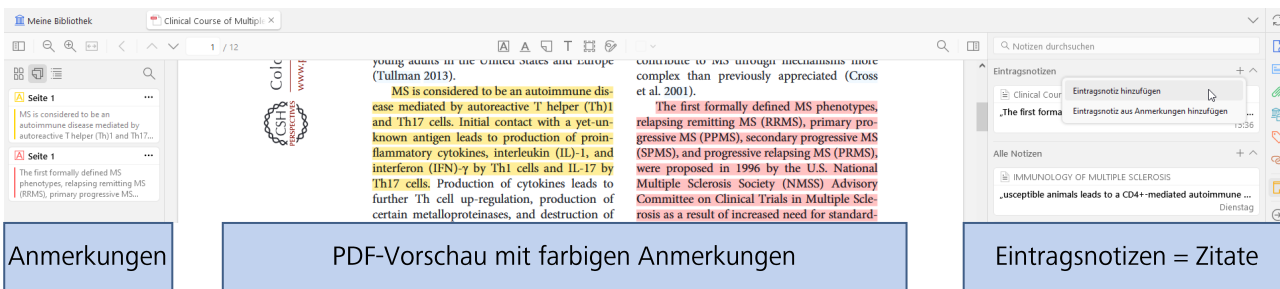 Meine Bibliothek
Clinical Course of Multiple
1 / 12
Notizen durchsuchen
Seite 1
MS is considered to be an
autoimmune disease mediated by
autoreactive T helper (Th)1 and Th17...
Seite 1
The first formally defined MS
phenotypes, relapsing remitting MS
(RRMS), primary progressive MS...
Colo
www.p
CSH
PERSPECTIVES
young adults in the United States and Europe
(Tullman 2013).
MS is considered to be an autoimmune dis-
ease mediated by autoreactive T helper (Th)1
and Th17 cells. Initial contact with a yet-un-
known antigen leads to production of proin-
flammatory cytokines, interleukin (IL)-1, and
interferon (IFN)-γ by Th1 cells and IL-17 by
Th17 cells. Production of cytokines leads to
further Th cell up-regulation, production of
certain metalloproteinases, and destruction of
contribute to MS through mechanisms more
complex than previously appreciated (Cross
et al. 2001).
The first formally defined MS phenotypes,
relapsing remitting MS (RRMS), primary pro-
gressive MS (PPMS), secondary progressive MS
(SPMS), and progressive relapsing MS (PRMS),
were proposed in 1996 by the U.S. National
Multiple Sclerosis Society (NMSS) Advisory
Committee on Clinical Trials in Multiple Scle-
rosis as a result of increased need for standard-
Eintragsnotizen
Clinical Cour
„The first forma
...
15:36
Eintragsnotiz hinzufügen
Eintragsnotiz aus Anmerkungen hinzufügen
Alle Notizen
IMMUNOLOGY OF MULTIPLE SCLEROSIS
„usceptible animals leads to a CD4+-mediated autoimmune ...
Dienstag
Anmerkungen
PDF-Vorschau mit farbigen Anmerkungen
Eintragsnotizen = Zitate